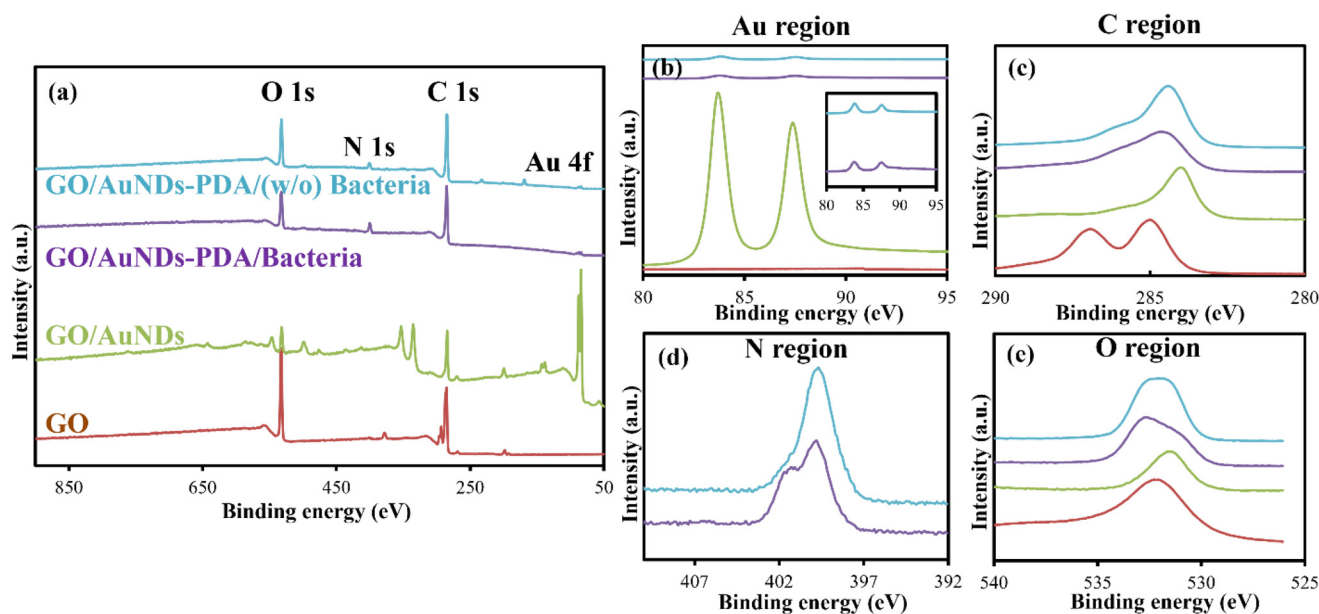 (a)
O 1s
C 1s
N 1s
Au 4f
GO/AuNDs-PDA/(w/o) Bacteria
GO/AuNDs-PDA/Bacteria
GO/AuNDs
GO
Intensity (a.u.)
850 650 450 250 50
Binding energy (eV)
Au region
(b)
80 85 90 95
Intensity (a.u.)
80 85 90 95
Binding energy (eV)
C region
(c)
Intensity (a.u.)
290 284 280
Binding energy (eV)
N region
(d)
Intensity (a.u.)
407 402 397 392
Binding energy (eV)
O region
(e)
Intensity (a.u.)
540 535 530 525
Binding energy (eV)